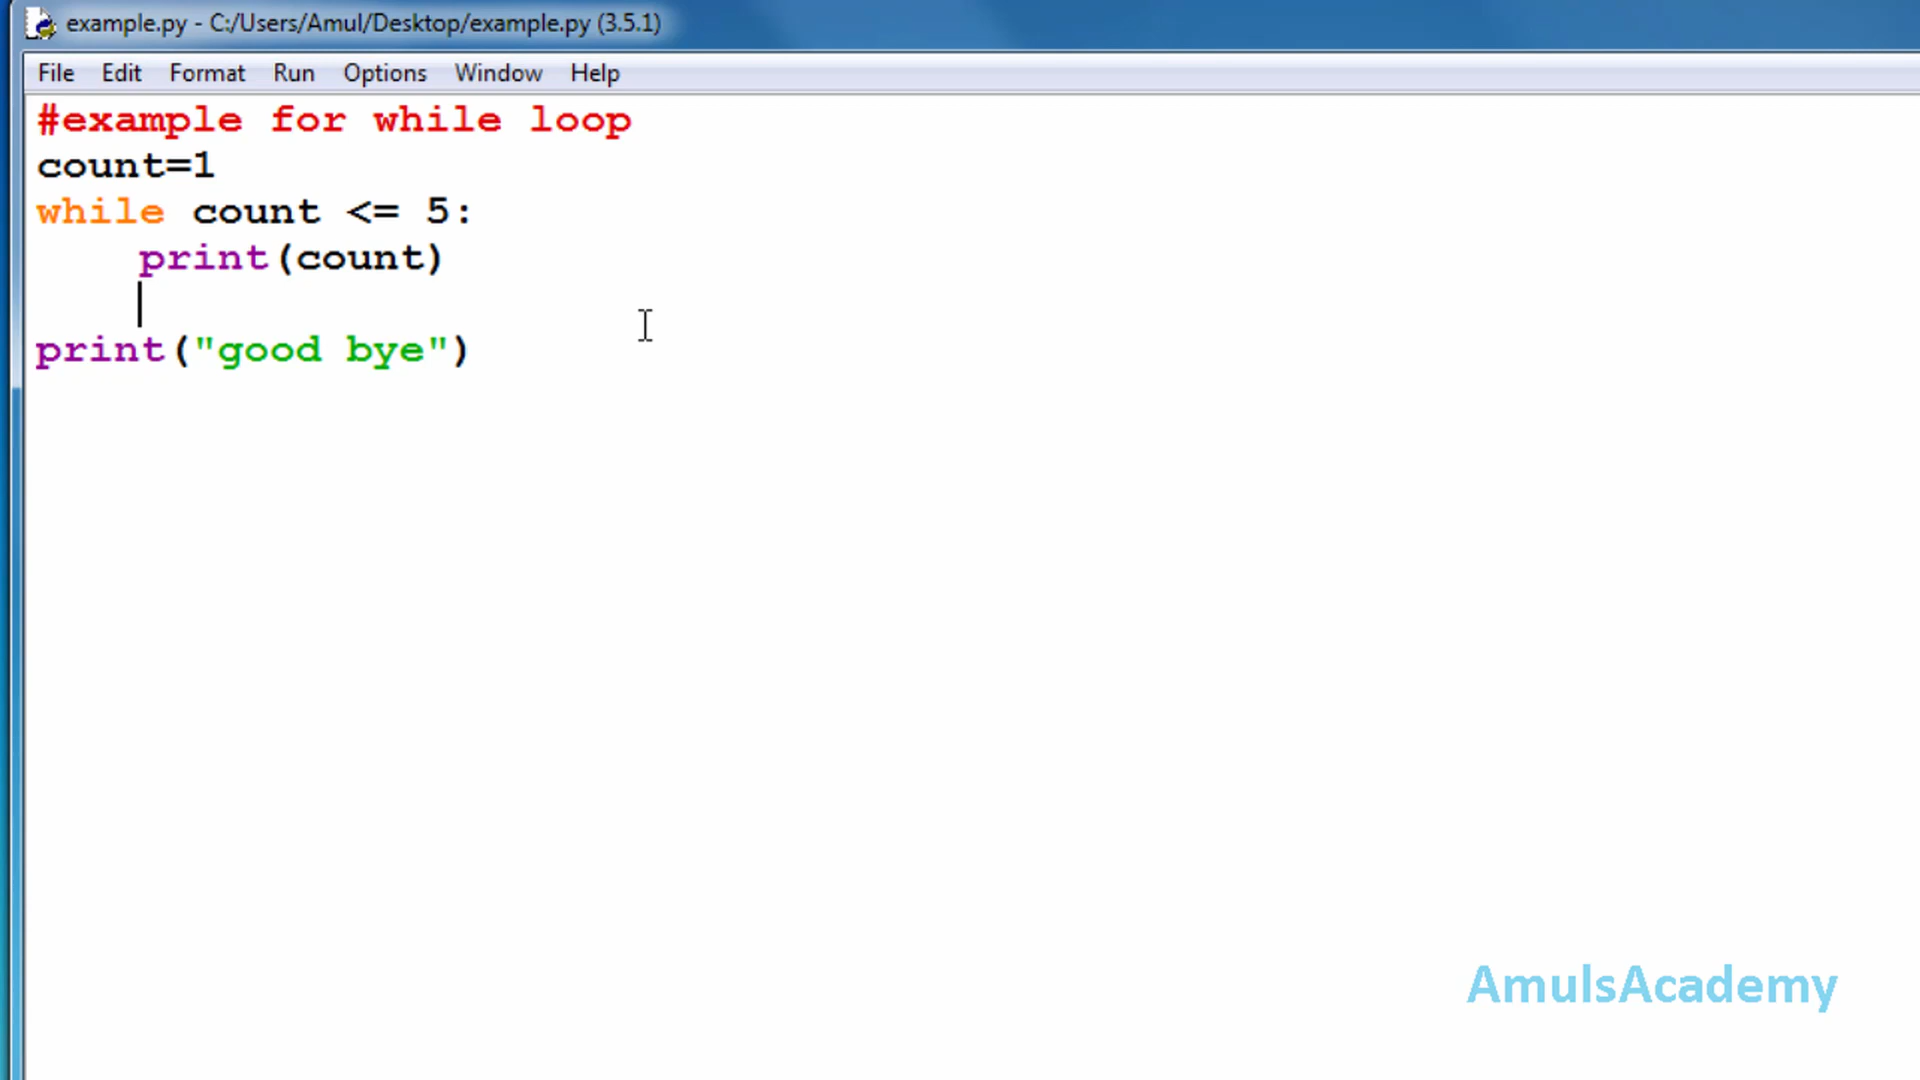 example.py - C:/Users/Amul/Desktop/example.py (3.5.1)
File Edit Format Run Options Window Help
#example for while loop
count=1
while count <= 5:
    print(count)
print("good bye")
AmulsAcademy